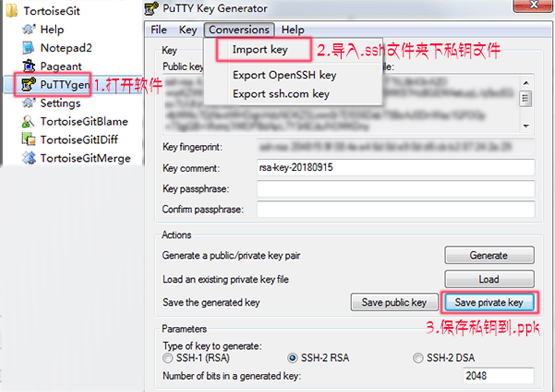 TortoiseGit
Help
Notepad2
Pageant
PuTTYgen
1.打开软件
Settings
TortoiseGitBlame
TortoiseGitIDiff
TortoiseGitMerge
PuTTY Key Generator
File Key Conversions Help
Import key
2.导入.ssh文件夹下私钥文件
Export OpenSSH key
Export ssh.com key
Key
Public key
file:
Key fingerprint:
Key comment: rsa-key-20180915
Key passphrase:
Confirm passphrase:
Actions
Generate a public/private key pair Generate
Load an existing private key file Load
Save the generated key Save public key Save private key
3.保存私钥到.ppk
Parameters
Type of key to generate:
SSH-1 (RSA) SSH-2 RSA SSH-2 DSA
Number of bits in a generated key: 2048